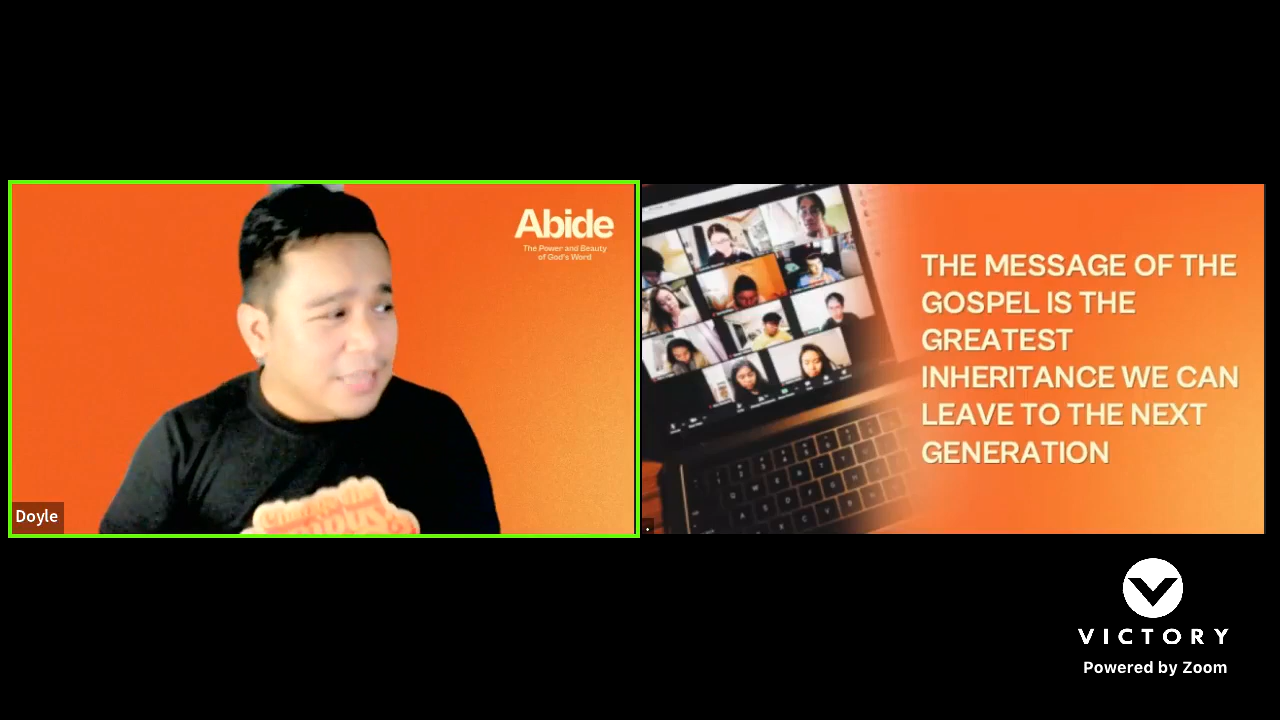 Abide
The Power and Beauty
of God's Word
Doyle
THE MESSAGE OF THE
GOSPEL IS THE
GREATEST
INHERITANCE WE CAN
LEAVE TO THE NEXT
GENERATION
VICTORY
Powered by Zoom